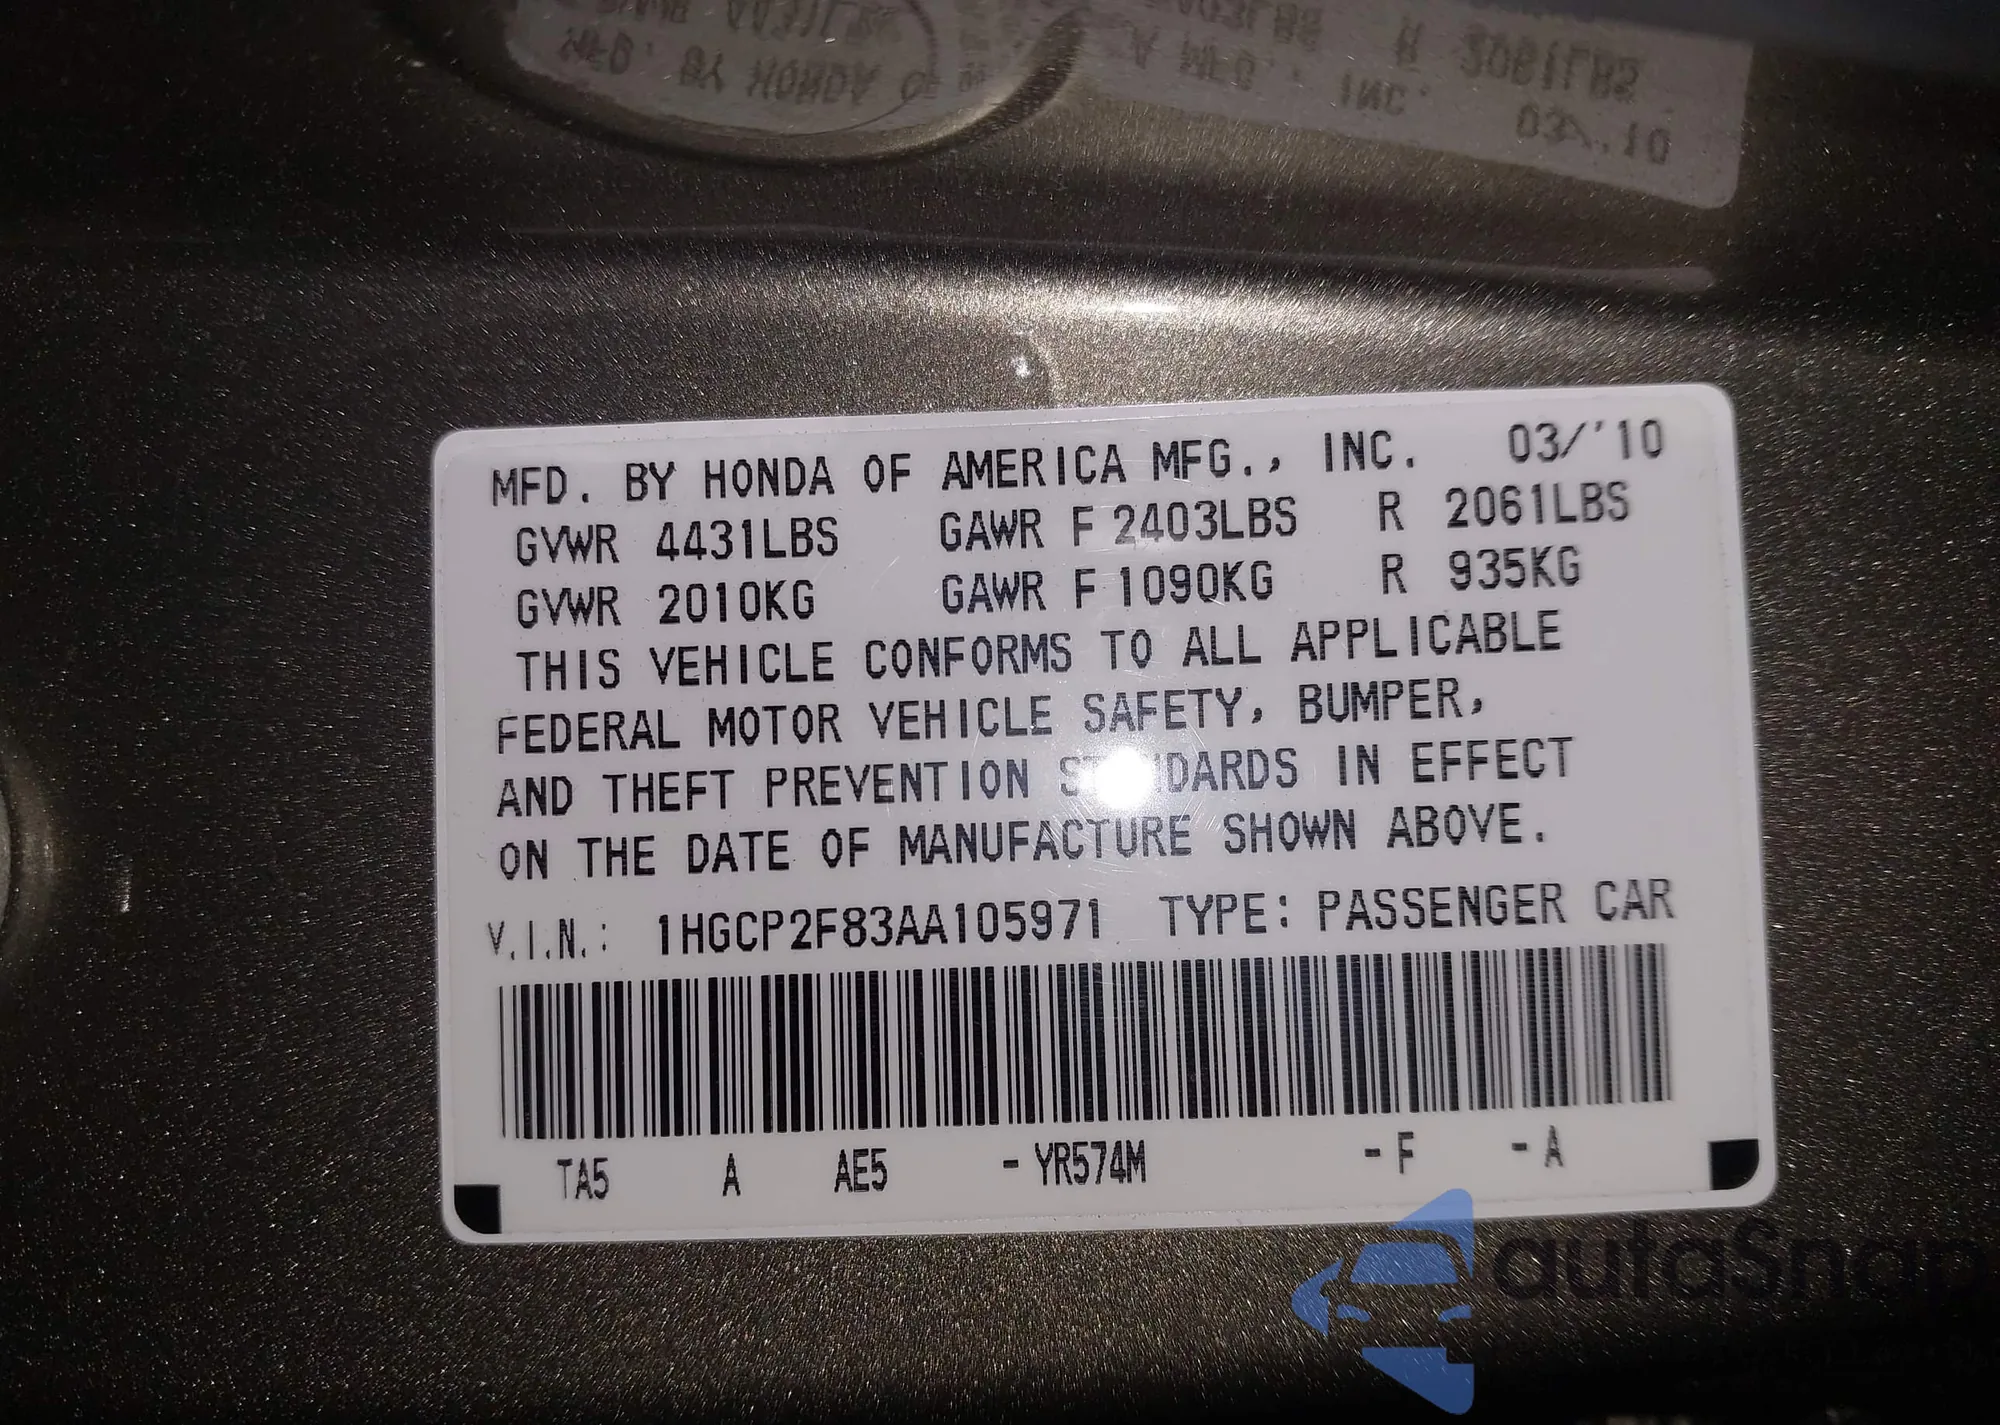 MFD. BY HONDA OF AMERICA MFG., INC. 03/'10
GVWR 4431LBS GAWR F 2403LBS R 2061LBS
GVWR 2010KG GAWR F 1090KG R 935KG
THIS VEHICLE CONFORMS TO ALL APPLICABLE
FEDERAL MOTOR VEHICLE SAFETY, BUMPER,
AND THEFT PREVENTION STANDARDS IN EFFECT
ON THE DATE OF MANUFACTURE SHOWN ABOVE.
V.I.N.: 1HGCP2F83AA105971 TYPE: PASSENGER CAR
TA5 A AE5 -YR574M -F -A
autaSnap